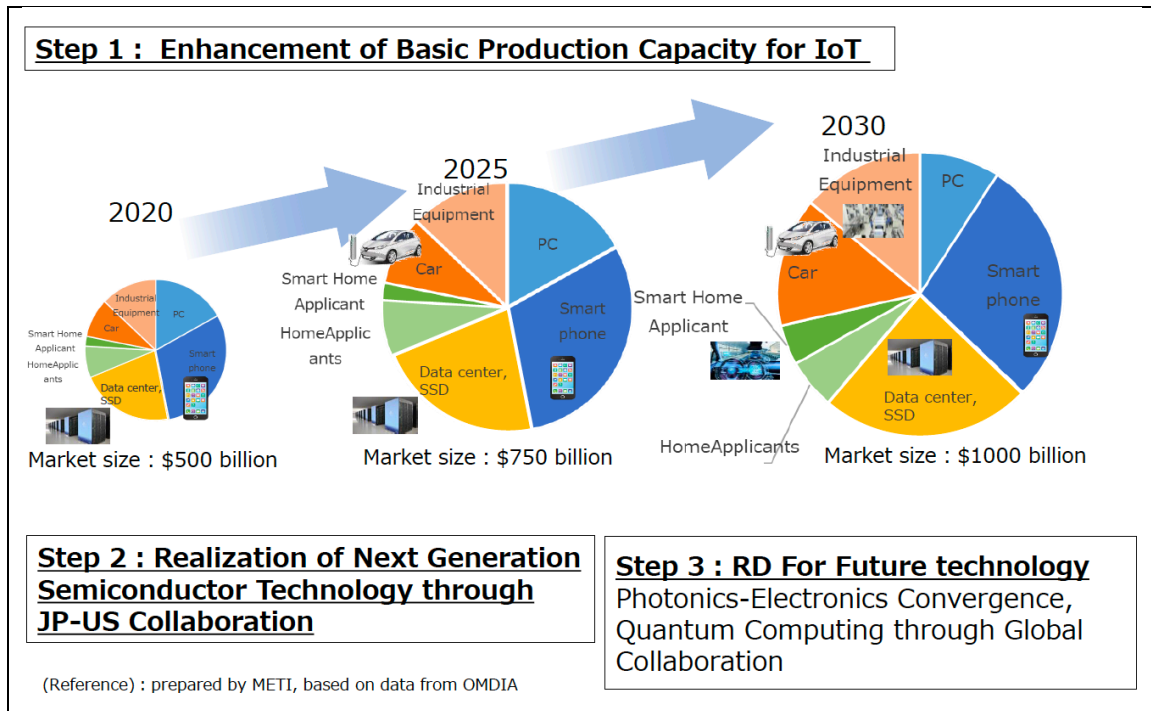 Step 1 : Enhancement of Basic Production Capacity for IoT
2020
Industrial
Equipment
PC
Car
Smart Home
Applicant
HomeApplic
ants
Smart
phone
Data center,
SSD
Market size : $500 billion
2025
Industrial
Equipment
PC
Car
Smart Home
Applicant
HomeApplic
ants
Smart
phone
Data center,
SSD
Market size : $750 billion
2030
Industrial
Equipment
PC
Car
Smart Home
Applicant
Smart
phone
Data center,
SSD
HomeApplicants
Market size : $1000 billion
Step 2 : Realization of Next Generation
Semiconductor Technology through
JP-US Collaboration
Step 3 : RD For Future technology
Photonics-Electronics Convergence,
Quantum Computing through Global
Collaboration
(Reference) : prepared by METI, based on data from OMDIA